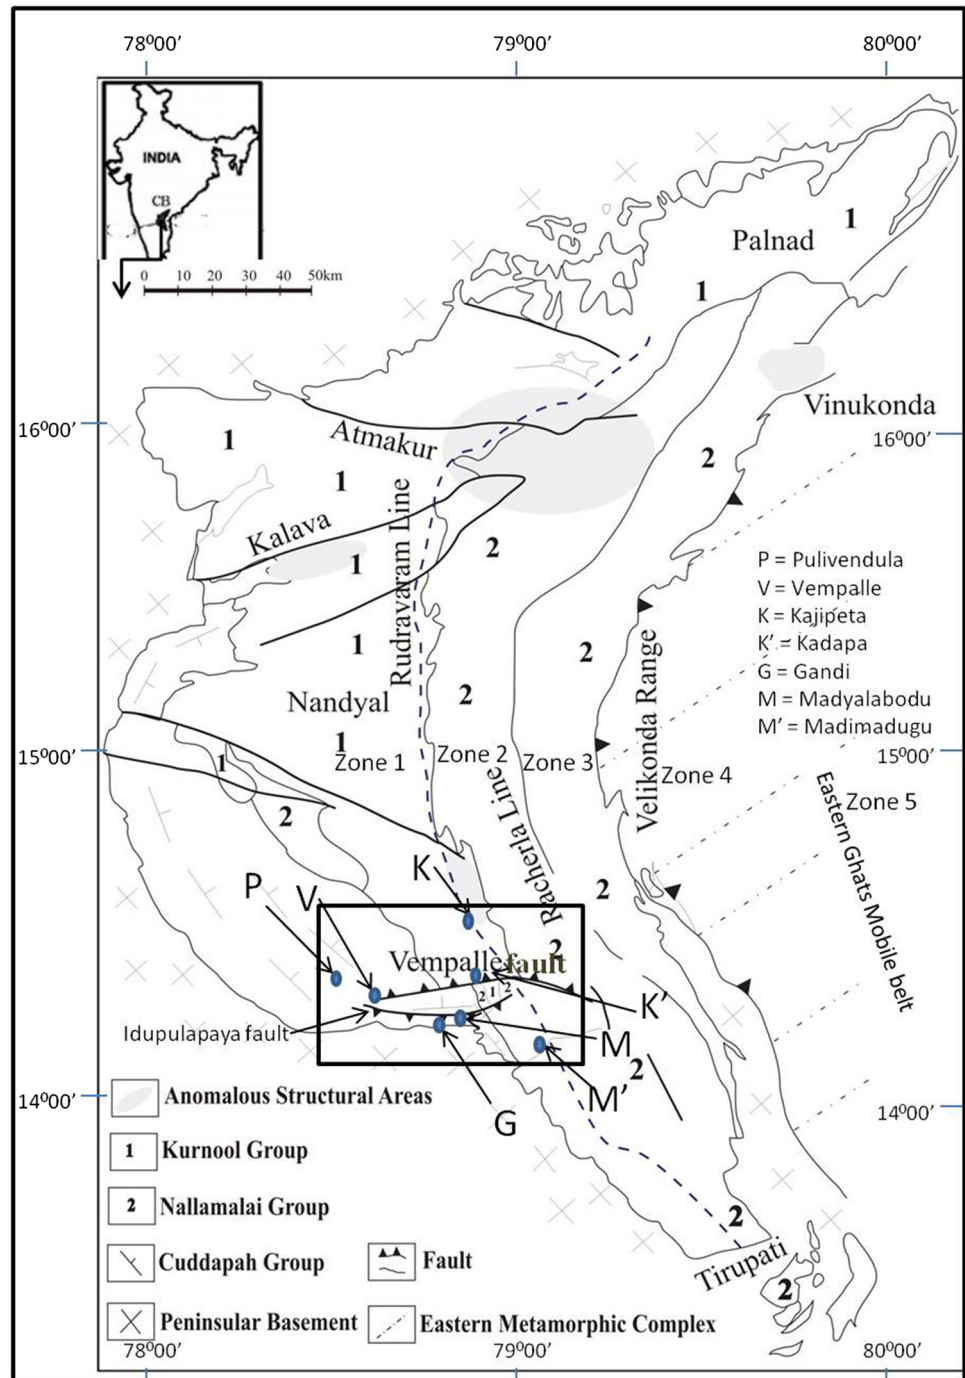 78⁰00’ 79⁰00’ 80⁰00’
INDIA
CB
0 10 20 30 40 50km
1
Palnad
1
Vinukonda
16⁰00’
16⁰00’
1
Atmakur
2
1
Kalava
Rudravaram Line
1
2
P = Pulivendula
V = Vempalle
K = Kajipeta
K’ = Kadapa
G = Gandi
M = Madyalabodu
M’ = Madimadugu
1
2
2
Nandyal
Velikonda Range
15⁰00’
1
Zone 1
Zone 2
Zone 3
Zone 4
15⁰00’
1
Zone 5
2
Racherla Line
Eastern Ghats Mobile belt
K
P
V
2
2
Vempalle fault
2 1 2
K’
Idupulapaya fault
M
2
M’
G
14⁰00’
14⁰00’
Anomalous Structural Areas
1 Kurnool Group
2 Nallamalai Group
2
Cuddapah Group
Fault
Tirupati
2
Peninsular Basement
Eastern Metamorphic Complex
78⁰00’ 79⁰00’ 80⁰00’